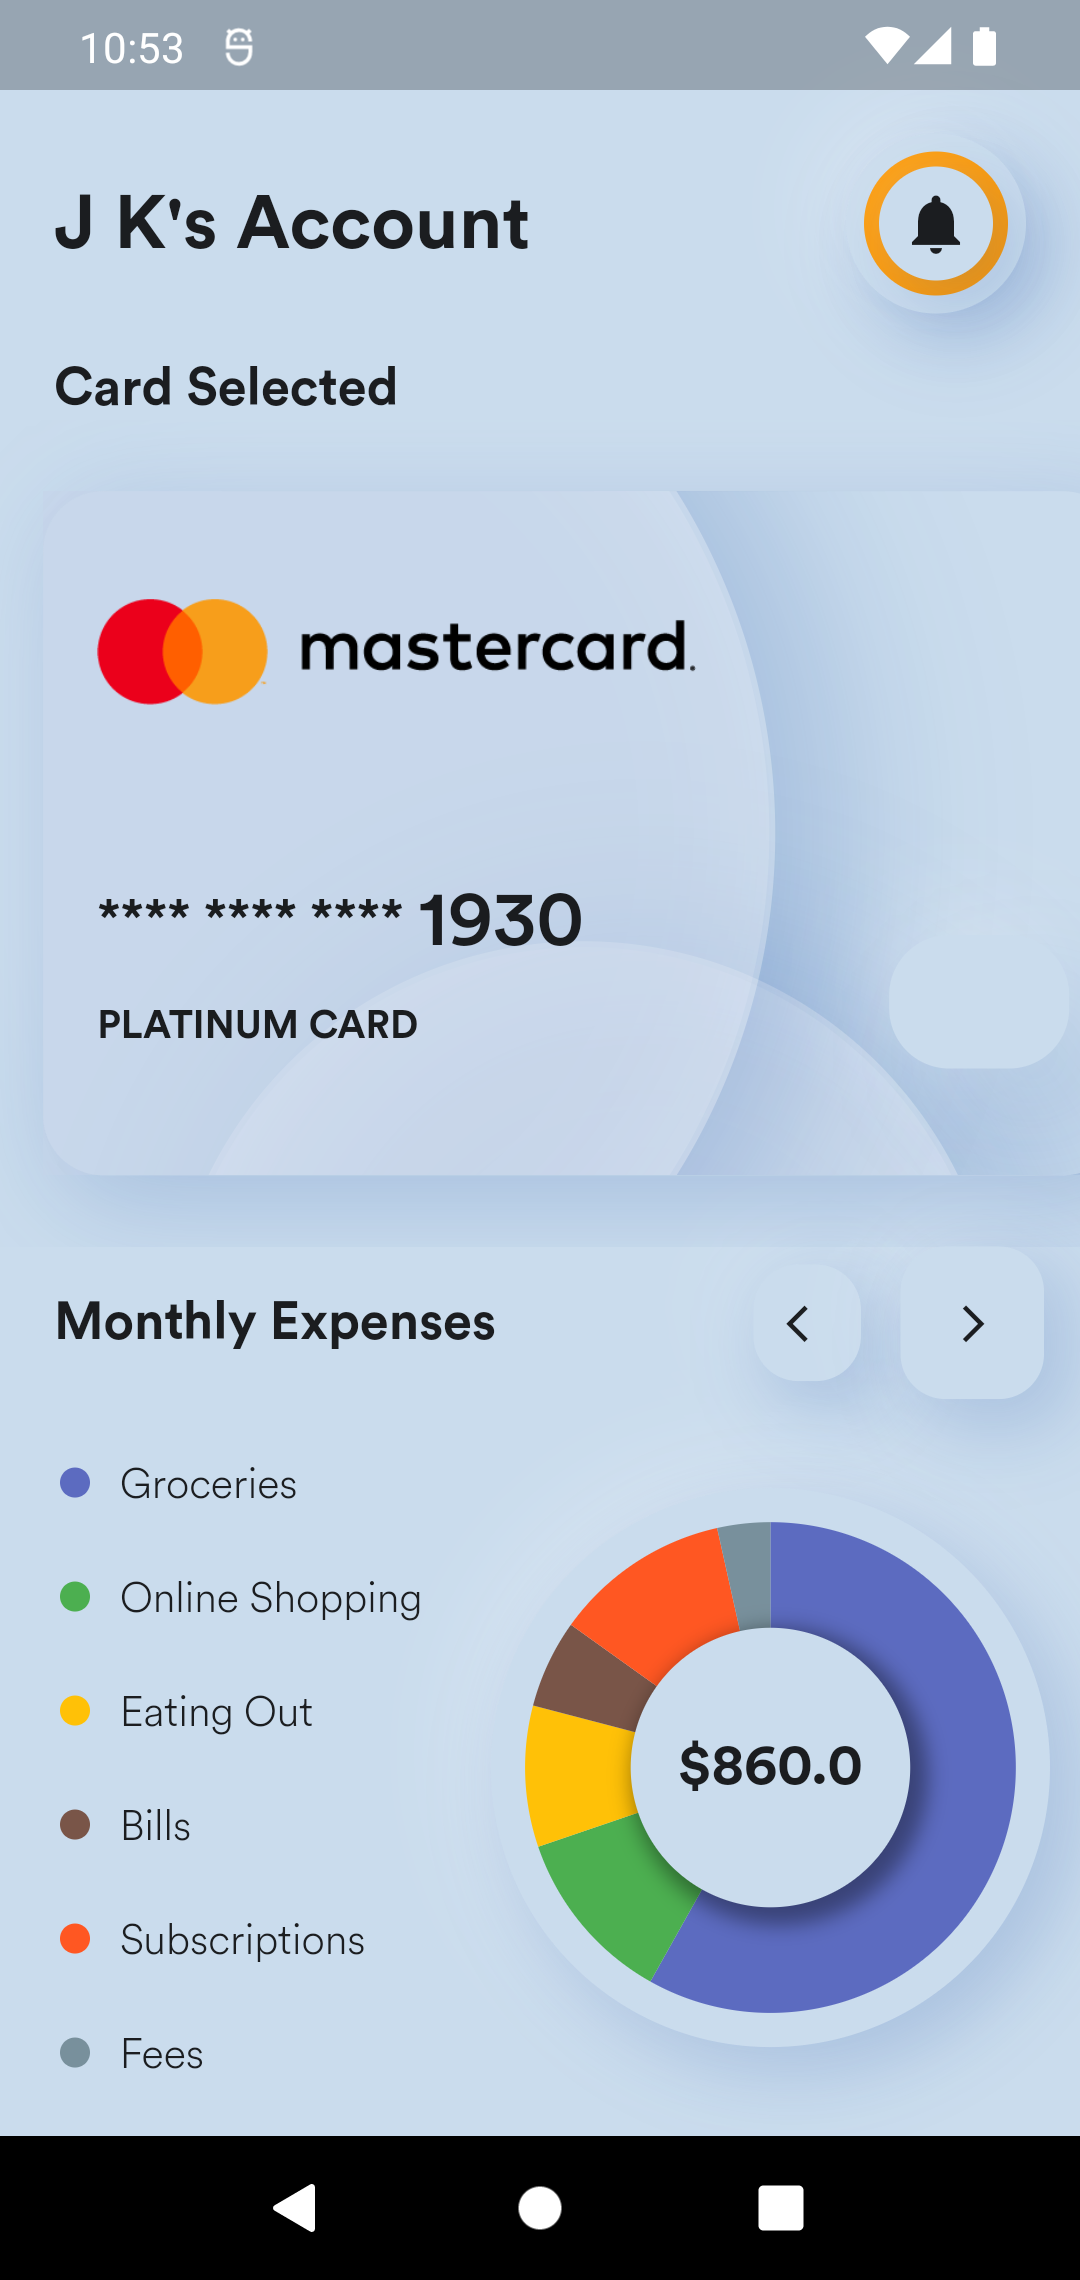 10:53
J K's Account
Card Selected
mastercard.
**** **** **** 1930
PLATINUM CARD
Monthly Expenses
Groceries
Online Shopping
Eating Out
Bills
Subscriptions
Fees
$860.0